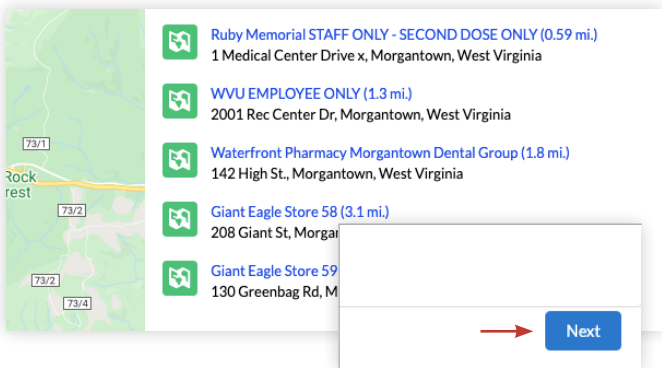 Ruby Memorial STAFF ONLY - SECOND DOSE ONLY (0.59 mi.)
1 Medical Center Drive x, Morgantown, West Virginia
WVU EMPLOYEE ONLY (1.3 mi.)
2001 Rec Center Dr, Morgantown, West Virginia
73/1
Waterfront Pharmacy Morgantown Dental Group (1.8 mi.)
142 High St., Morgantown, West Virginia
Rock
rest
73/2
Giant Eagle Store 58 (3.1 mi.)
208 Giant St,
Giant Eagle Store 59
130 Greenbag Rd,
73/2
73/4
Next